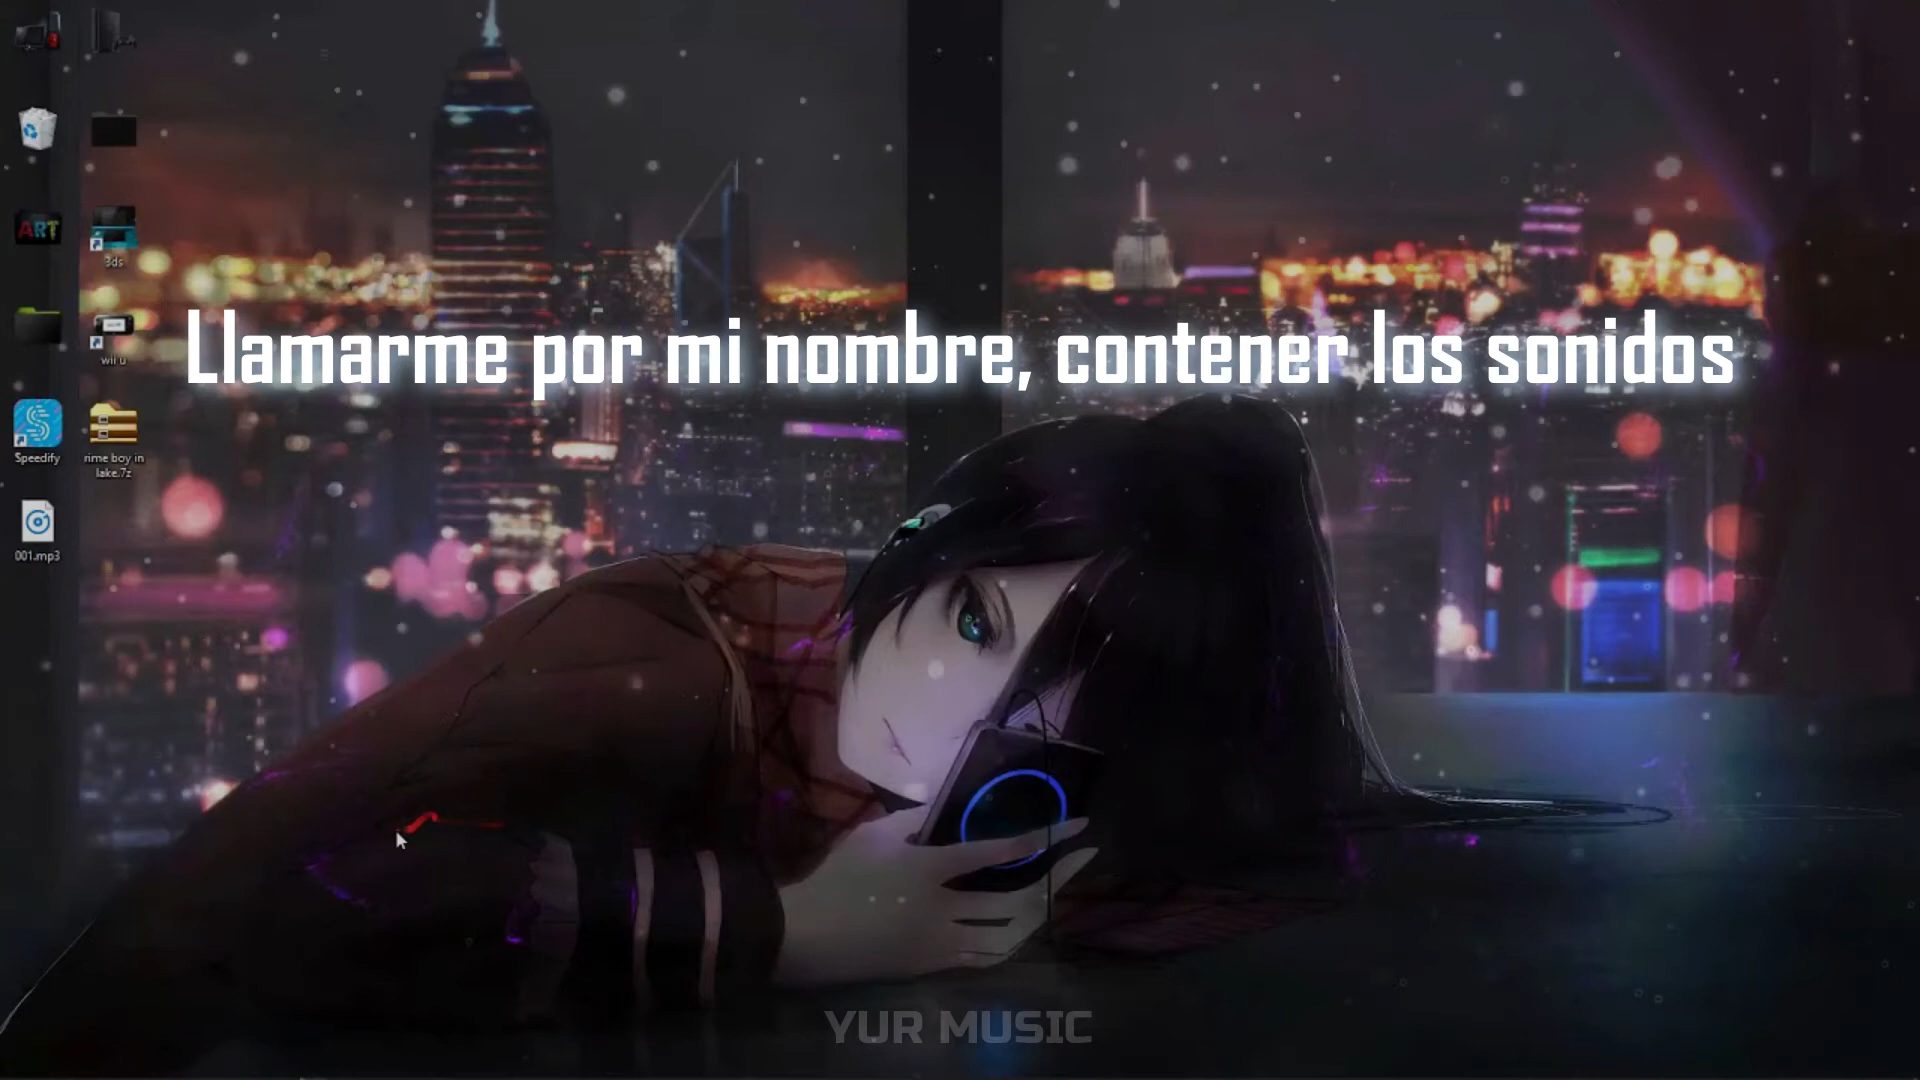 ART
3ds
wii u
Llamarme por mi nombre, contener los sonidos
Speedify
rime boy in
lake.7z
001.mp3
YUR MUSIC